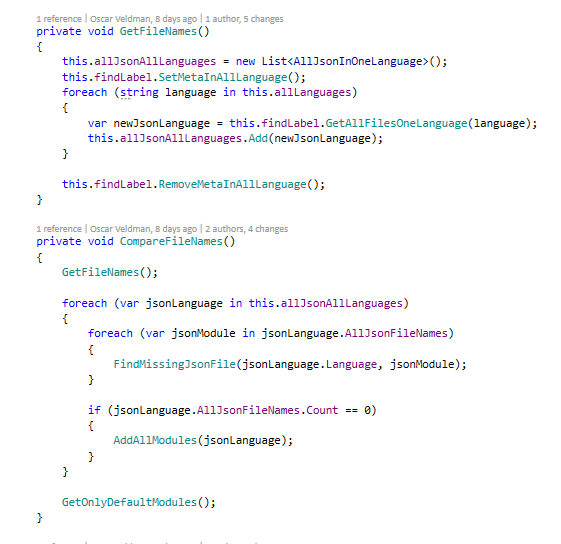 1 reference | Oscar Veldman, 8 days ago | 1 author, 5 changes
private void GetFileNames()
{
    this.allJsonAllLanguages = new List<AllJsonInOneLanguage>();
    this.findLabel.SetMetaInAllLanguage();
    foreach (string language in this.allLanguages)
    {
        var newJsonLanguage = this.findLabel.GetAllFilesOneLanguage(language);
        this.allJsonAllLanguages.Add(newJsonLanguage);
    }

    this.findLabel.RemoveMetaInAllLanguage();
}

1 reference | Oscar Veldman, 8 days ago | 2 authors, 4 changes
private void CompareFileNames()
{
    GetFileNames();

    foreach (var jsonLanguage in this.allJsonAllLanguages)
    {
        foreach (var jsonModule in jsonLanguage.AllJsonFileNames)
        {
            FindMissingJsonFile(jsonLanguage.Language, jsonModule);
        }

        if (jsonLanguage.AllJsonFileNames.Count == 0)
        {
            AddAllModules(jsonLanguage);
        }
    }

    GetOnlyDefaultModules();
}